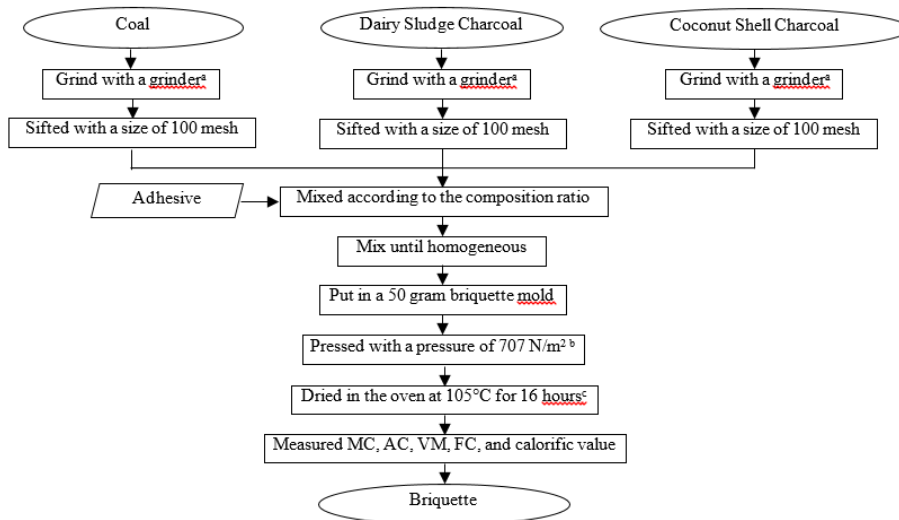 Coal
Dairy Sludge Charcoal
Coconut Shell Charcoal
Grind with a grinderᵃ
Grind with a grinderᵃ
Grind with a grinderᵃ
Sifted with a size of 100 mesh
Sifted with a size of 100 mesh
Sifted with a size of 100 mesh
Adhesive
Mixed according to the composition ratio
Mix until homogeneous
Put in a 50 gram briquette mold
Pressed with a pressure of 707 N/m² ᵇ
Dried in the oven at 105°C for 16 hoursᶜ
Measured MC, AC, VM, FC, and calorific value
Briquette